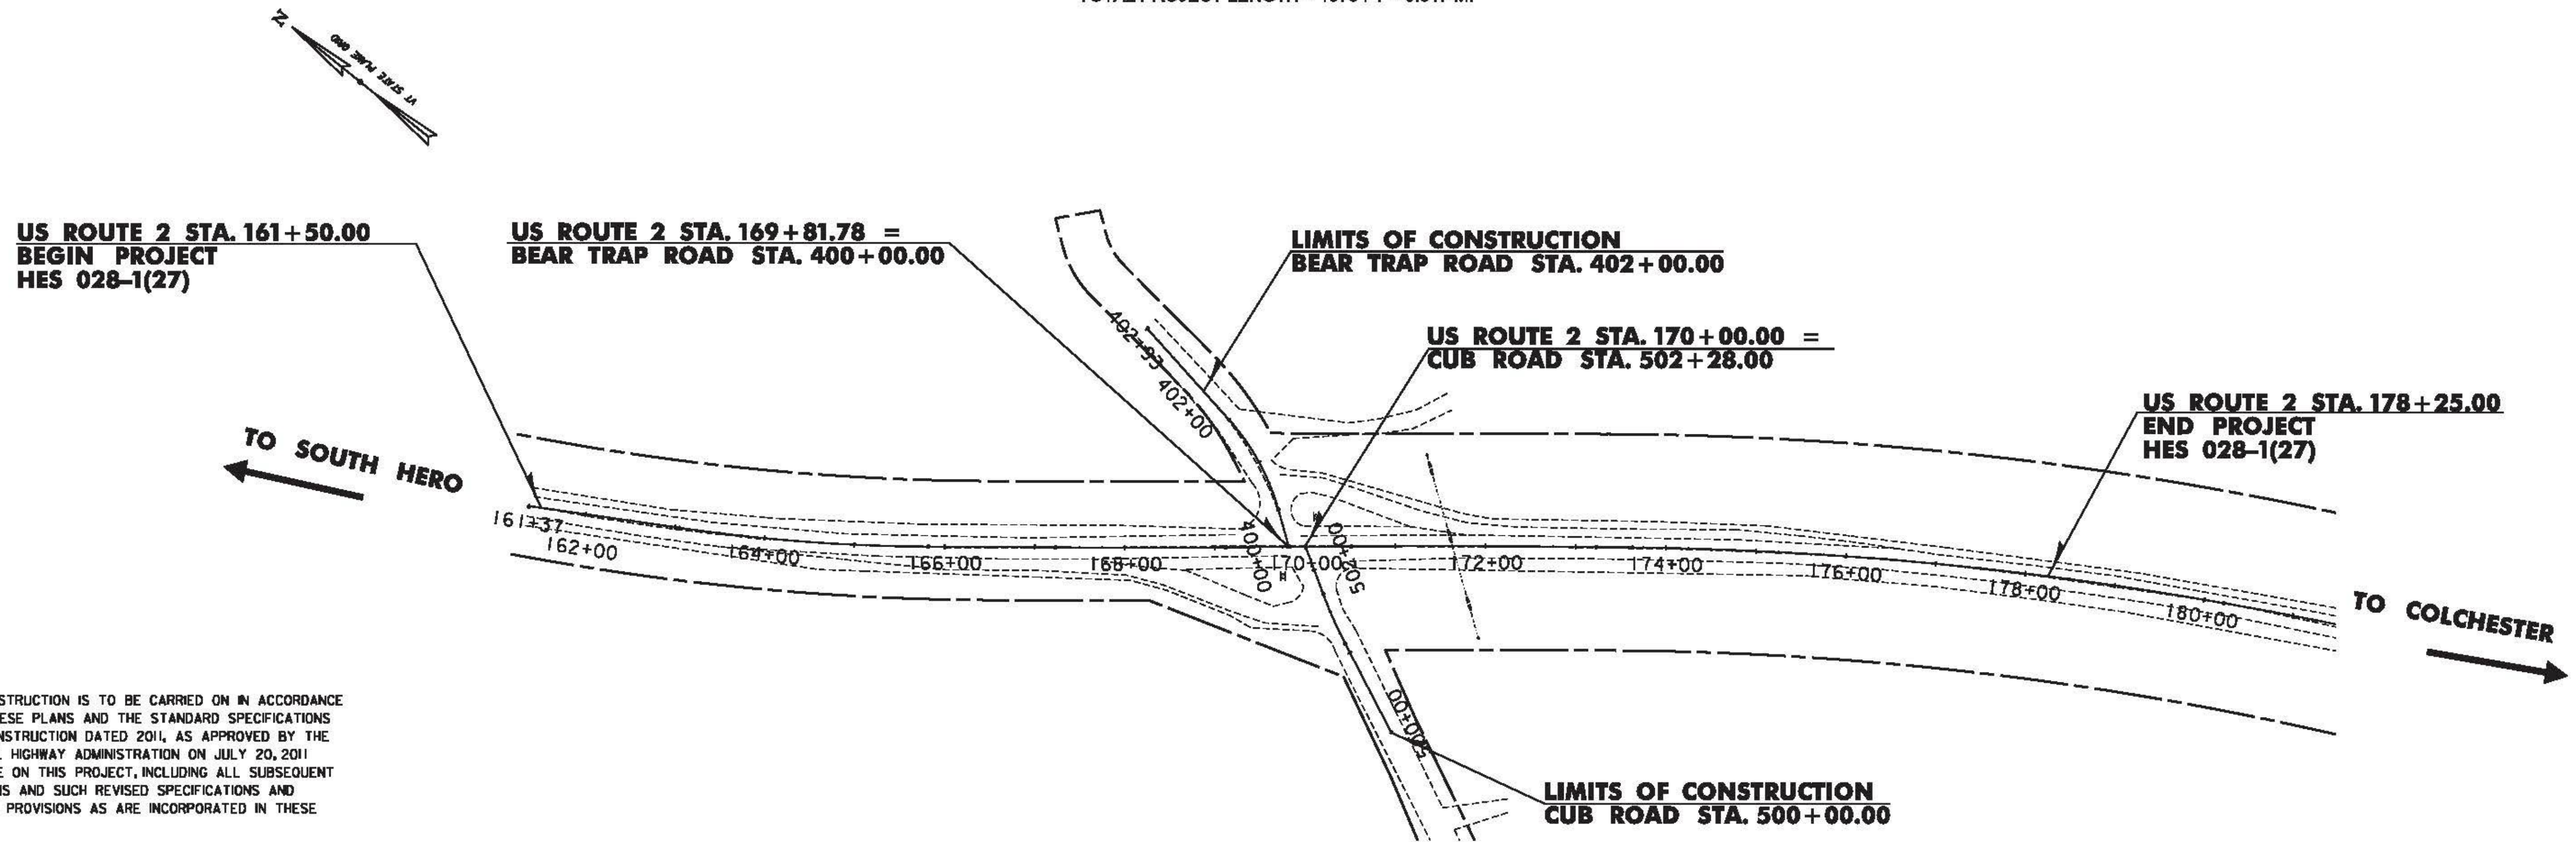 N
VT STATE PLANE GRID
US ROUTE 2 STA. 161+50.00
BEGIN PROJECT
HES 028-1(27)
US ROUTE 2 STA. 169+81.78 =
BEAR TRAP ROAD STA. 400+00.00
LIMITS OF CONSTRUCTION
BEAR TRAP ROAD STA. 402+00.00
US ROUTE 2 STA. 170+00.00 =
CUB ROAD STA. 502+28.00
US ROUTE 2 STA. 178+25.00
END PROJECT
HES 028-1(27)
TO SOUTH HERO
402+93
402+00
161+37
162+00
164+00
166+00
168+00
400+00
170+00
502+00
172+00
174+00
176+00
178+00
180+00
TO COLCHESTER
500+00
LIMITS OF CONSTRUCTION
CUB ROAD STA. 500+00.00
STRUCTION IS TO BE CARRIED ON IN ACCORDANCE
ESE PLANS AND THE STANDARD SPECIFICATIONS
NSTRUCTION DATED 2011, AS APPROVED BY THE
HIGHWAY ADMINISTRATION ON JULY 20, 2011
E ON THIS PROJECT, INCLUDING ALL SUBSEQUENT
NS AND SUCH REVISED SPECIFICATIONS AND
PROVISIONS AS ARE INCORPORATED IN THESE